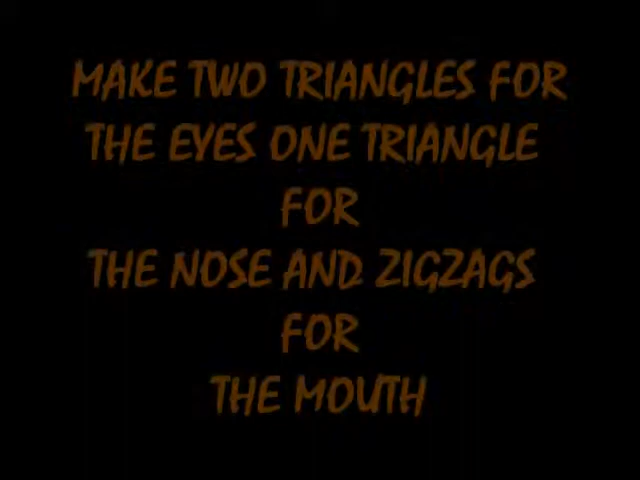 MAKE TWO TRIANGLES FOR
THE EYES ONE TRIANGLE
FOR
THE NOSE AND ZIGZAGS
FOR
THE MOUTH